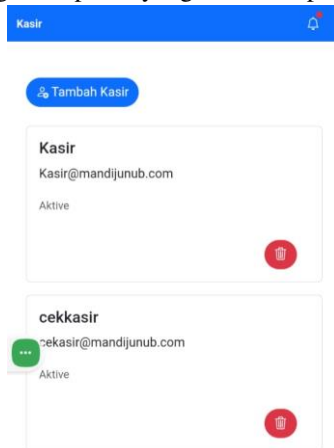 Kasir
Tambah Kasir
Kasir
Kasir@mandijunub.com
Aktive
cekkasir
cekasir@mandijunub.com
Aktive